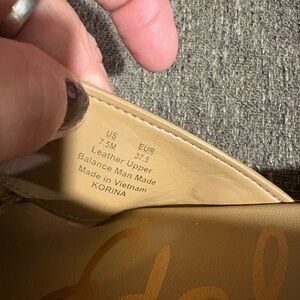 US EUR
7.5M 37.5
Leather Upper
Balance Man Made
Made in Vietnam
KORINA